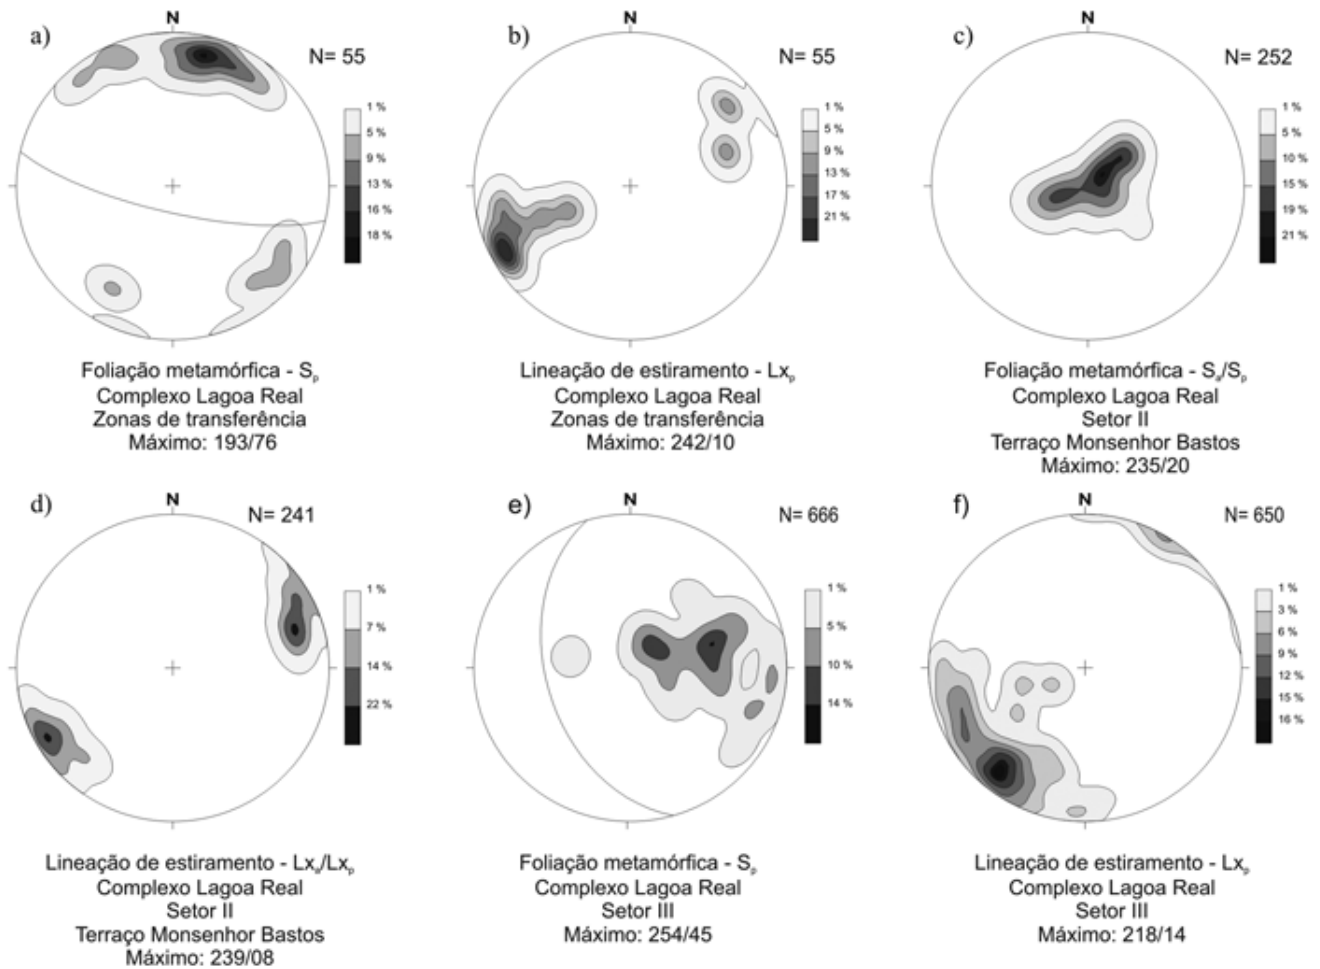 a)
N
N= 55
1 %
5 %
9 %
13 %
16 %
18 %
Foliação metamórfica - Sp
Complexo Lagoa Real
Zonas de transferência
Máximo: 193/76
b)
N
N= 55
1 %
5 %
9 %
13 %
17 %
21 %
Lineação de estiramento - Lxp
Complexo Lagoa Real
Zonas de transferência
Máximo: 242/10
c)
N
N= 252
1 %
5 %
10 %
15 %
19 %
21 %
Foliação metamórfica - Sa/Sp
Complexo Lagoa Real
Setor II
Terraço Monsenhor Bastos
Máximo: 235/20
d)
N
N= 241
1 %
7 %
14 %
22 %
Lineação de estiramento - Lxa/Lxp
Complexo Lagoa Real
Setor II
Terraço Monsenhor Bastos
Máximo: 239/08
e)
N
N= 666
1 %
5 %
10 %
14 %
Foliação metamórfica - Sp
Complexo Lagoa Real
Setor III
Máximo: 254/45
f)
N
N= 650
1 %
3 %
6 %
9 %
12 %
15 %
16 %
Lineação de estiramento - Lxp
Complexo Lagoa Real
Setor III
Máximo: 218/14